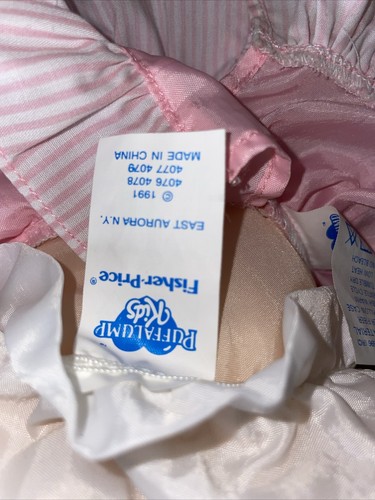 PUFFALUMP
Kids
Fisher-Price®
EAST AURORA N.Y.
© 1991
4076 4078
4077 4079
MADE IN CHINA